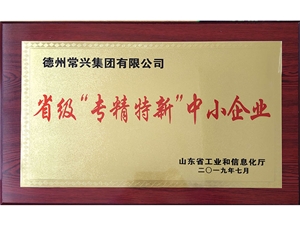 德州常兴集团有限公司
省级“专精特新”中小企业
山东省工业和信息化厅
二〇一九年七月